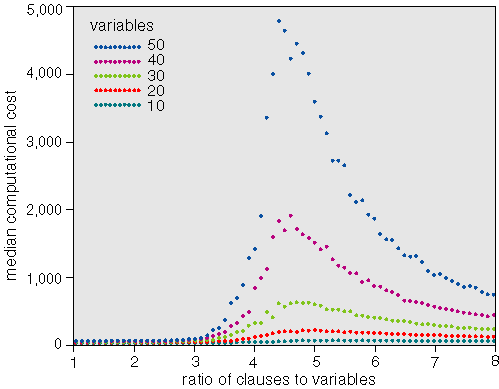 5,000
variables
50
40
30
20
10
4,000
3,000
2,000
1,000
0
median computational cost
1 2 3 4 5 6 7 8
ratio of clauses to variables